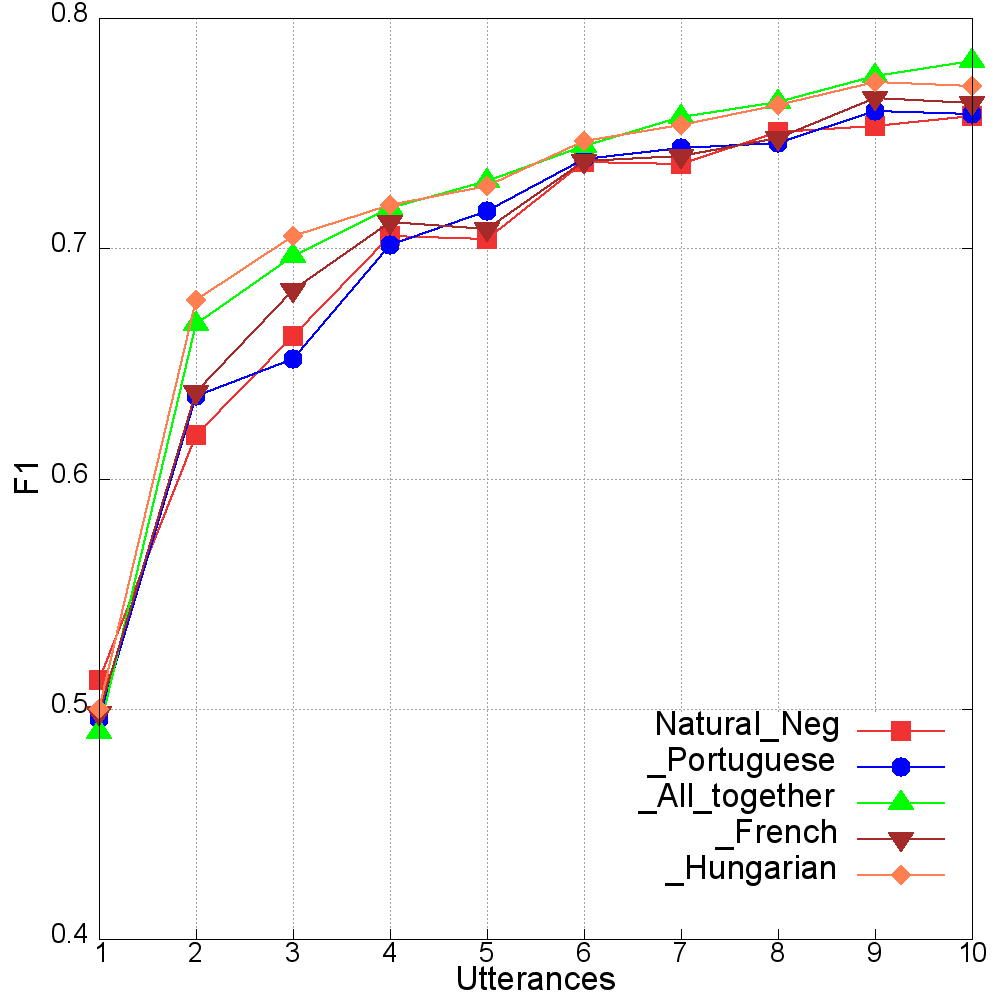 0.8
0.7
0.6
0.5
0.4
F1
1 2 3 4 5 6 7 8 9 10
Utterances
Natural_Neg
_Portuguese
_All_together
_French
_Hungarian